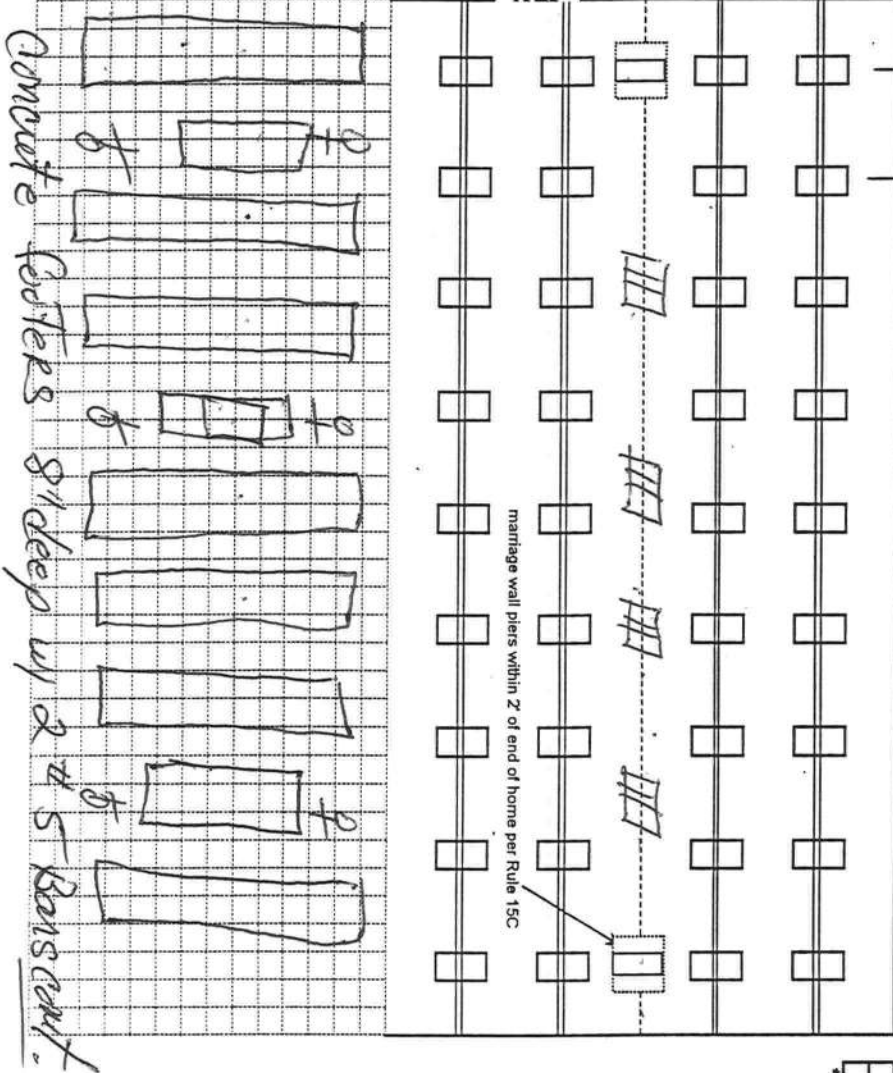 marriage wall piers within 2' of end of home per Rule 15C
Concrete footers 8" deep w/ 2 # 5 Bars cont.